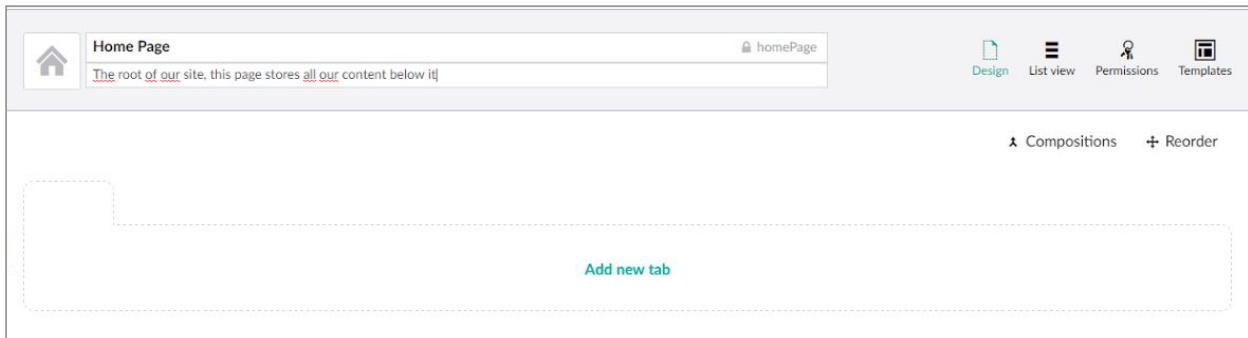 Home Page
homePage
The root of our site, this page stores all our content below it
Design
List view
Permissions
Templates
Compositions
Reorder
Add new tab